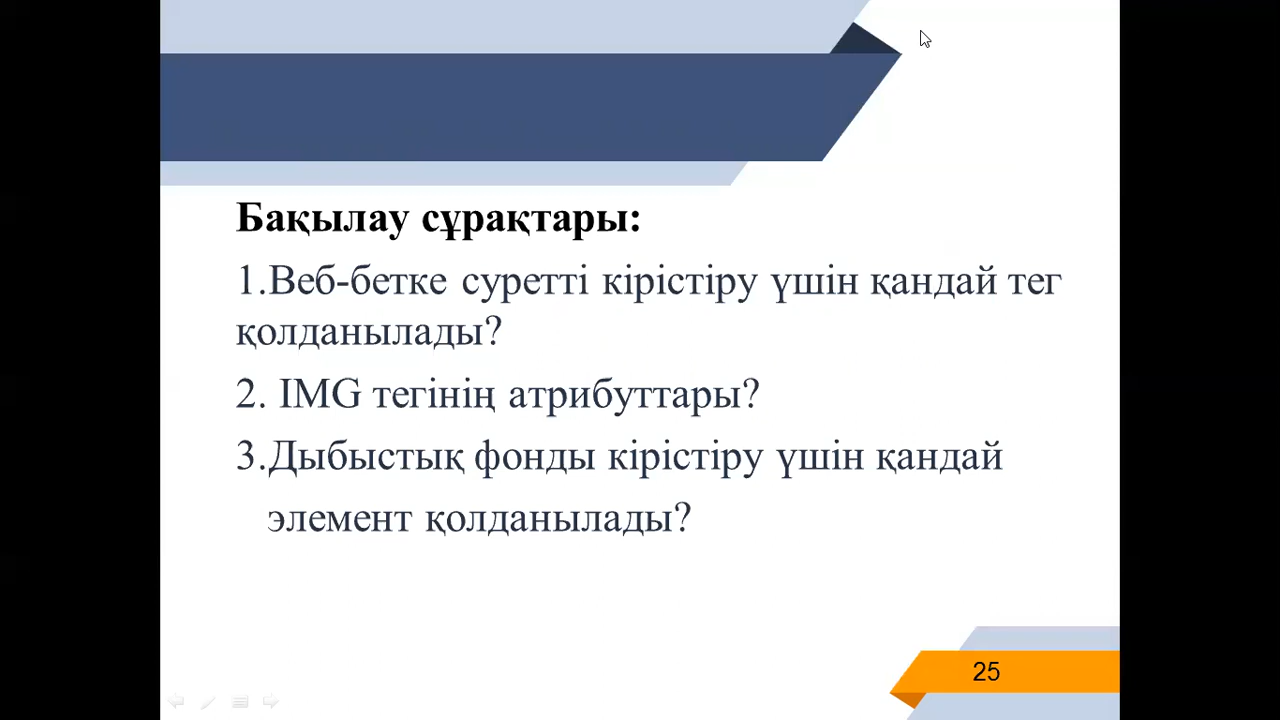 Бақылау сұрақтары:
1.Веб-бетке суретті кірістіру үшін қандай тег
қолданылады?
2. IMG тегінің атрибуттары?
3.Дыбыстық фонды кірістіру үшін қандай
элемент қолданылады?
25